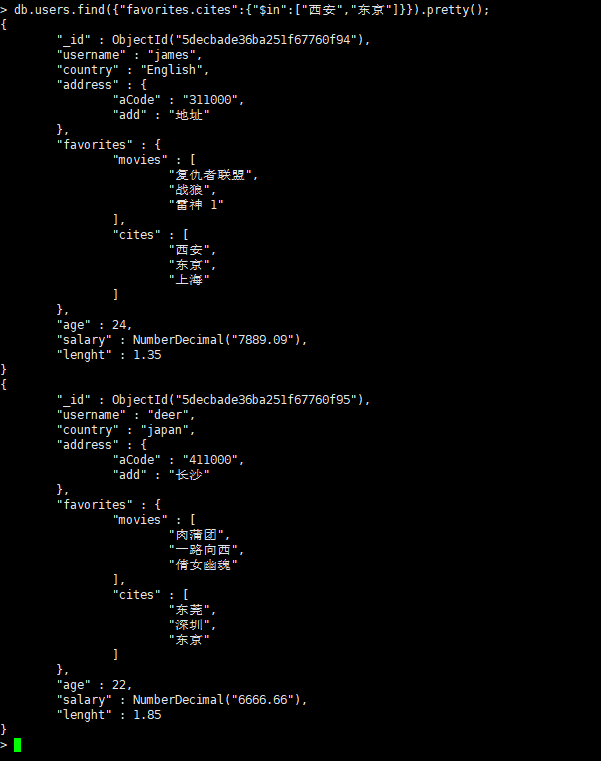 > db.users.find({"favorites.cites":{"$in":["西安","东京"]}}).pretty();
{
        "_id" : ObjectId("5decbade36ba251f67760f94"),
        "username" : "james",
        "country" : "English",
        "address" : {
                "aCode" : "311000",
                "add" : "地址"
        },
        "favorites" : {
                "movies" : [
                        "复仇者联盟",
                        "战狼",
                        "雷神 1"
                ],
                "cites" : [
                        "西安",
                        "东京",
                        "上海"
                ]
        },
        "age" : 24,
        "salary" : NumberDecimal("7889.09"),
        "lenght" : 1.35
}
{
        "_id" : ObjectId("5decbade36ba251f67760f95"),
        "username" : "deer",
        "country" : "japan",
        "address" : {
                "aCode" : "411000",
                "add" : "长沙"
        },
        "favorites" : {
                "movies" : [
                        "肉蒲团",
                        "一路向西",
                        "倩女幽魂"
                ],
                "cites" : [
                        "东莞",
                        "深圳",
                        "东京"
                ]
        },
        "age" : 22,
        "salary" : NumberDecimal("6666.66"),
        "lenght" : 1.85
}
>